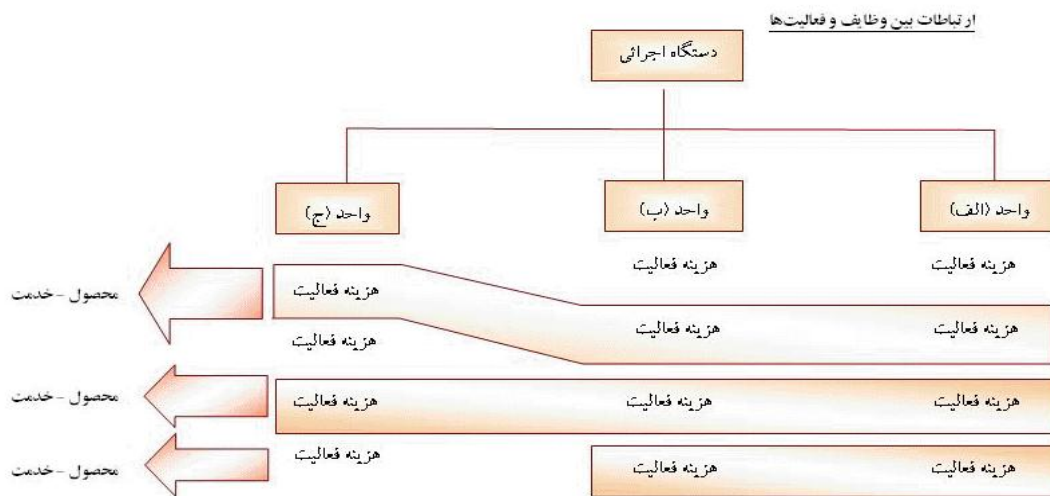 ارتباطات بین وظایف و فعالیت‌ها
دستگاه اجرائی
واحد (الف) واحد (ب) واحد (ج)
هزینه فعالیت هزینه فعالیت
هزینه فعالیت محصول - خدمت
هزینه فعالیت هزینه فعالیت هزینه فعالیت
هزینه فعالیت هزینه فعالیت هزینه فعالیت محصول - خدمت
هزینه فعالیت هزینه فعالیت هزینه فعالیت محصول - خدمت